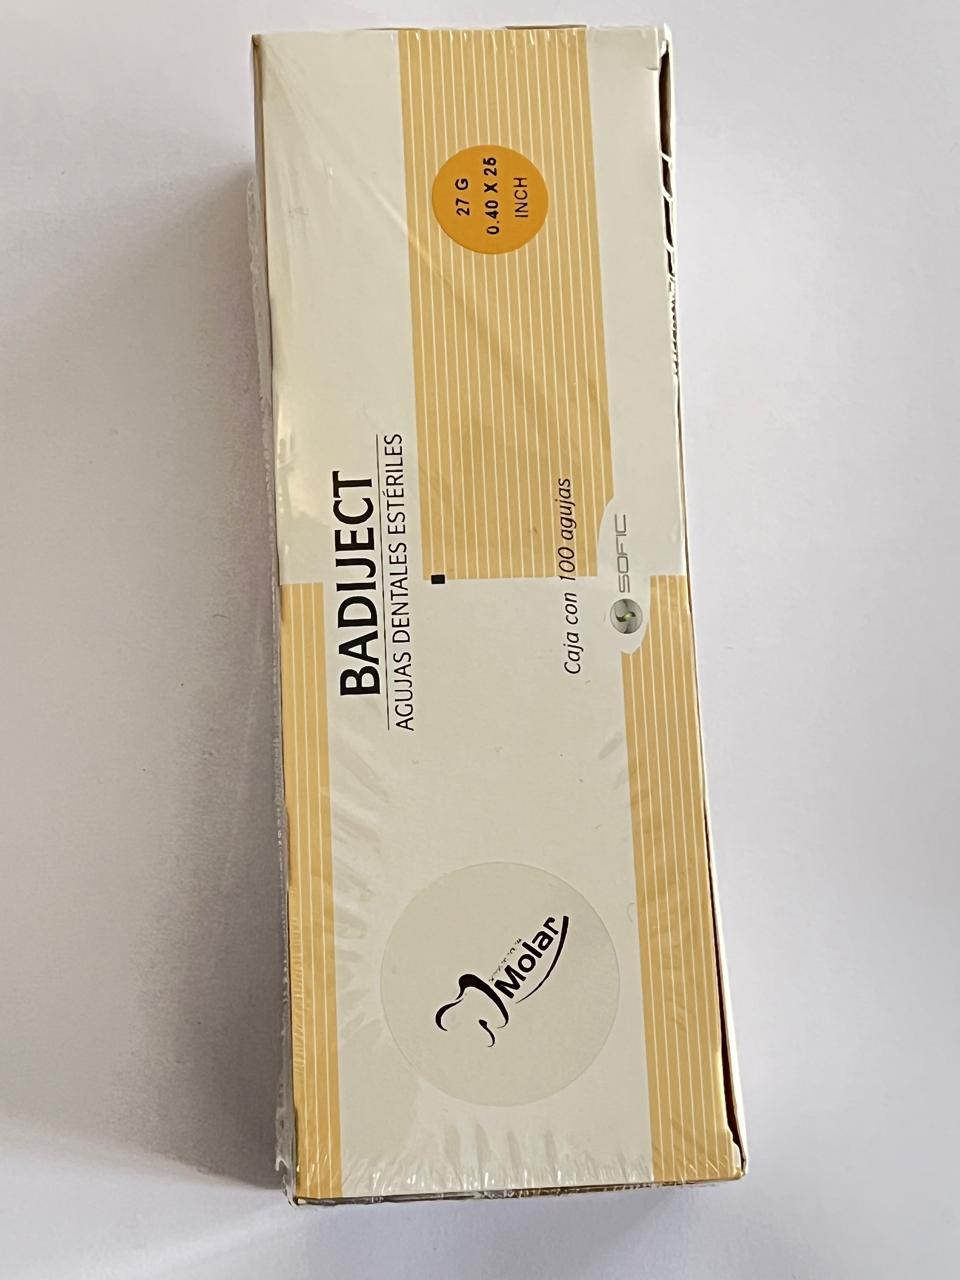 BADIJECT
AGUJAS DENTALES ESTÉRILES
27 G
0.40 X 25
INCH
Caja con 100 agujas
SOFIC
Molar